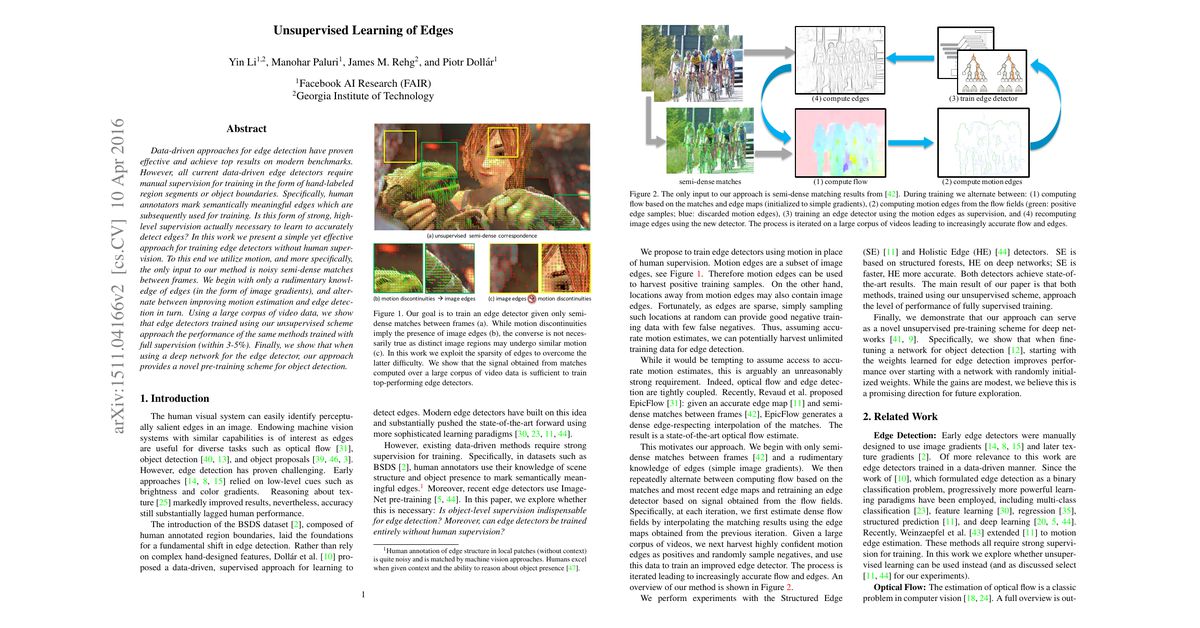 Unsupervised Learning of Edges
Yin Li1,2, Manohar Paluri1, James M. Rehg2, and Piotr Dollár1
1Facebook AI Research (FAIR)
2Georgia Institute of Technology
arXiv:1511.04166v2 [cs.CV] 10 Apr 2016
Abstract
Data-driven approaches for edge detection have proven
effective and achieve top results on modern benchmarks.
However, all current data-driven edge detectors require
manual supervision for training in the form of hand-labeled
region segments or object boundaries. Specifically, human
annotators mark semantically meaningful edges which are
subsequently used for training. Is this form of strong, high-
level supervision actually necessary to learn to accurately
detect edges? In this work we present a simple yet effective
approach for training edge detectors without human super-
vision. To this end we utilize motion, and more specifically,
the only input to our method is noisy semi-dense matches
between frames. We begin with only a rudimentary knowl-
edge of edges (in the form of image gradients), and alter-
nate between improving motion estimation and edge detec-
tion in turn. Using a large corpus of video data, we show
that edge detectors trained using our unsupervised scheme
approach the performance of the same methods trained with
full supervision (within 3-5%). Finally, we show that when
using a deep network for the edge detector, our approach
provides a novel pre-training scheme for object detection.
1. Introduction
The human visual system can easily identify perceptu-
ally salient edges in an image. Endowing machine vision
systems with similar capabilities is of interest as edges
are useful for diverse tasks such as optical flow [31],
object detection [40, 13], and object proposals [39, 46, 3].
However, edge detection has proven challenging. Early
approaches [14, 8, 15] relied on low-level cues such as
brightness and color gradients. Reasoning about tex-
ture [25] markedly improved results, nevertheless, accuracy
still substantially lagged human performance.
The introduction of the BSDS dataset [2], composed of
human annotated region boundaries, laid the foundations
for a fundamental shift in edge detection. Rather than rely
on complex hand-designed features, Dollár et al. [10] pro-
posed a data-driven, supervised approach for learning to
(a) unsupervised semi-dense correspondence
(b) motion discontinuities → image edges
(c) image edges motion discontinuities
Figure 1. Our goal is to train an edge detector given only semi-
dense matches between frames (a). While motion discontinuities
imply the presence of image edges (b), the converse is not neces-
sarily true as distinct image regions may undergo similar motion
(c). In this work we exploit the sparsity of edges to overcome the
latter difficulty. We show that the signal obtained from matches
computed over a large corpus of video data is sufficient to train
top-performing edge detectors.
detect edges. Modern edge detectors have built on this idea
and substantially pushed the state-of-the-art forward using
more sophisticated learning paradigms [30, 23, 11, 44].
However, existing data-driven methods require strong
supervision for training. Specifically, in datasets such as
BSDS [2], human annotators use their knowledge of scene
structure and object presence to mark semantically mean-
ingful edges.1 Moreover, recent edge detectors use Image-
Net pre-training [5, 44]. In this paper, we explore whether
this is necessary: Is object-level supervision indispensable
for edge detection? Moreover, can edge detectors be trained
entirely without human supervision?
1Human annotation of edge structure in local patches (without context)
is quite noisy and is matched by machine vision approaches. Humans excel
when given context and the ability to reason about object presence [47].
1
semi-dense matches
(4) compute edges
(3) train edge detector
(1) compute flow
(2) compute motion edges
Figure 2. The only input to our approach is semi-dense matching results from [42]. During training we alternate between: (1) computing
flow based on the matches and edge maps (initialized to simple gradients), (2) computing motion edges from the flow fields (green: positive
edge samples; blue: discarded motion edges), (3) training an edge detector using the motion edges as supervision, and (4) recomputing
image edges using the new detector. The process is iterated on a large corpus of videos leading to increasingly accurate flow and edges.
We propose to train edge detectors using motion in place
of human supervision. Motion edges are a subset of image
edges, see Figure 1. Therefore motion edges can be used
to harvest positive training samples. On the other hand,
locations away from motion edges may also contain image
edges. Fortunately, as edges are sparse, simply sampling
such locations at random can provide good negative train-
ing data with few false negatives. Thus, assuming accu-
rate motion estimates, we can potentially harvest unlimited
training data for edge detection.
While it would be tempting to assume access to accu-
rate motion estimates, this is arguably an unreasonably
strong requirement. Indeed, optical flow and edge detec-
tion are tightly coupled. Recently, Revaud et al. proposed
EpicFlow [31]: given an accurate edge map [11] and semi-
dense matches between frames [42], EpicFlow generates a
dense edge-respecting interpolation of the matches. The
result is a state-of-the-art optical flow estimate.
This motivates our approach. We begin with only semi-
dense matches between frames [42] and a rudimentary
knowledge of edges (simple image gradients). We then
repeatedly alternate between computing flow based on the
matches and most recent edge maps and retraining an edge
detector based on signal obtained from the flow fields.
Specifically, at each iteration, we first estimate dense flow
fields by interpolating the matching results using the edge
maps obtained from the previous iteration. Given a large
corpus of videos, we next harvest highly confident motion
edges as positives and randomly sample negatives, and use
this data to train an improved edge detector. The process is
iterated leading to increasingly accurate flow and edges. An
overview of our method is shown in Figure 2.
We perform experiments with the Structured Edge
(SE) [11] and Holistic Edge (HE) [44] detectors. SE is
based on structured forests, HE on deep networks; SE is
faster, HE more accurate. Both detectors achieve state-of-
the-art results. The main result of our paper is that both
methods, trained using our unsupervised scheme, approach
the level of performance of fully supervised training.
Finally, we demonstrate that our approach can serve
as a novel unsupervised pre-training scheme for deep net-
works [41, 9]. Specifically, we show that when fine-
tuning a network for object detection [12], starting with
the weights learned for edge detection improves perfor-
mance over starting with a network with randomly initial-
ized weights. While the gains are modest, we believe this is
a promising direction for future exploration.
2. Related Work
Edge Detection: Early edge detectors were manually
designed to use image gradients [14, 8, 15] and later tex-
ture gradients [2]. Of more relevance to this work are
edge detectors trained in a data-driven manner. Since the
work of [10], which formulated edge detection as a binary
classification problem, progressively more powerful learn-
ing paradigms have been employed, including multi-class
classification [23], feature learning [30], regression [35],
structured prediction [11], and deep learning [20, 5, 44].
Recently, Weinzaepfel et al. [43] extended [11] to motion
edge estimation. These methods all require strong super-
vision for training. In this work we explore whether unsuper-
vised learning can be used instead (and as discussed select
[11, 44] for our experiments).
Optical Flow: The estimation of optical flow is a classic
problem in computer vision [18, 24]. A full overview is out-